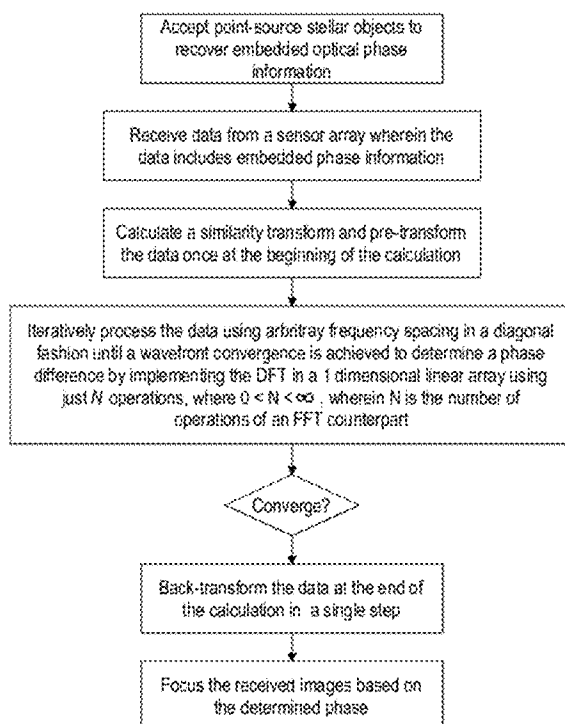 Accept point-source stellar objects to
recover embedded optical phase
information
Receive data from a sensor array wherein the
data includes embedded phase information
Calculate a similarity transform and pre-transform
the data once at the beginning of the calculation
Iteratively process the data using arbritray frequency spacing in a diagonal
fashion until a wavefront convergence is achieved to determine a phase
difference by implementing the DFT in a 1 dimensional linear array using
just N operations, where 0 < N < ∞ , wherein N is the number of
operations of an FFT counterpart
Converge?
Back-transform the data at the end of
the calculation in a single step
Focus the received images based on
the determined phase